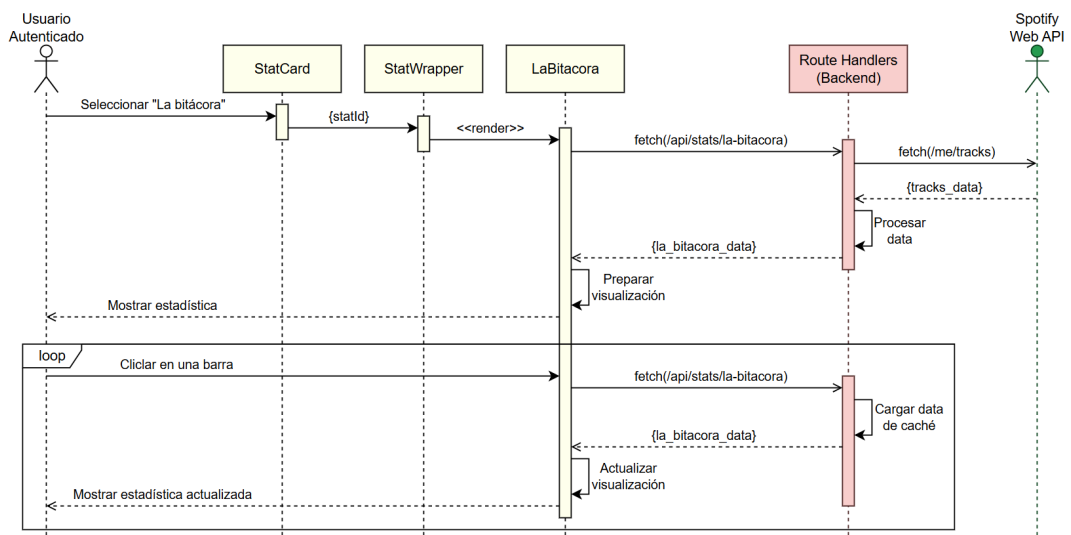 Usuario
Autenticado
Spotify
Web API
StatCard
StatWrapper
LaBitacora
Route Handlers
(Backend)
Seleccionar "La bitácora"
{statId}
<<render>>
fetch(/api/stats/la-bitacora)
fetch(/me/tracks)
{tracks_data}
Procesar
data
{la_bitacora_data}
Preparar
visualización
Mostrar estadística
loop
Cliclar en una barra
fetch(/api/stats/la-bitacora)
Cargar data
de caché
{la_bitacora_data}
Actualizar
visualización
Mostrar estadística actualizada